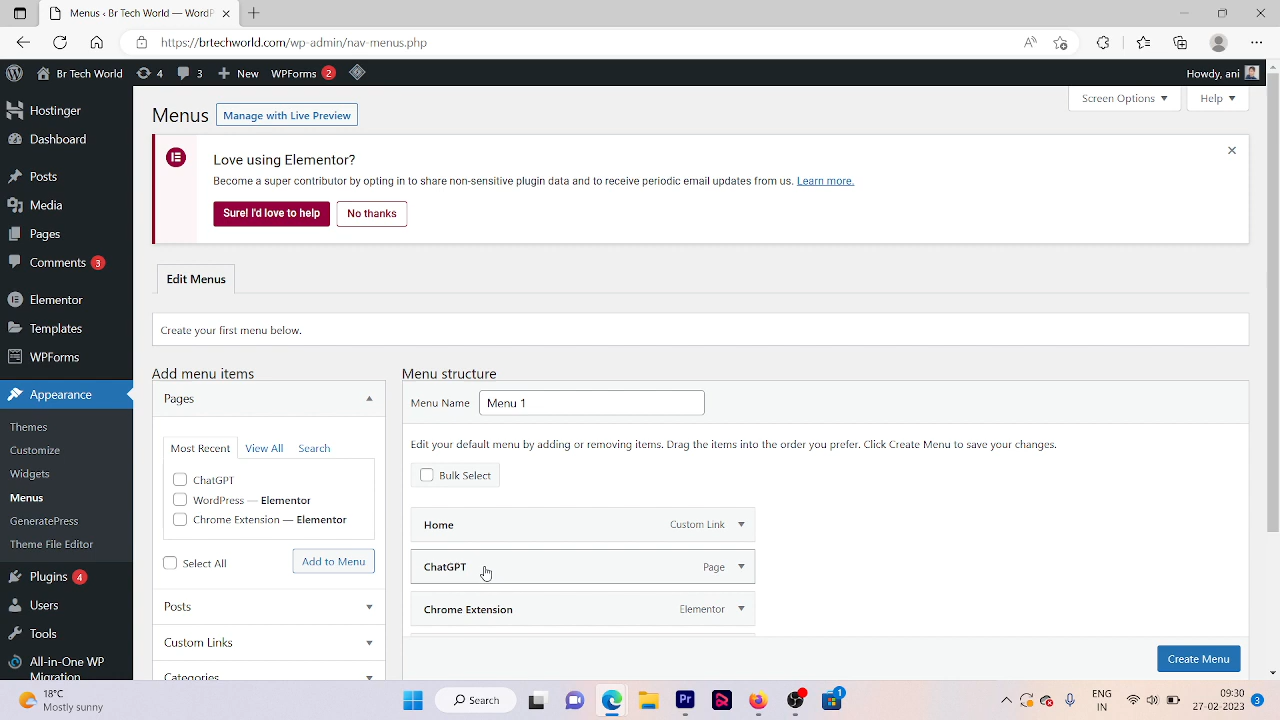 Menus ‹ Br Tech World — WordP
https://brtechworld.com/wp-admin/nav-menus.php
Br Tech World 4 3 New WPForms 2 Howdy, ani
Hostinger
Dashboard
Posts
Media
Pages
Comments 3
Elementor
Templates
WPForms
Appearance
Themes
Customize
Widgets
Menus
GeneratePress
Theme File Editor
Plugins 4
Users
Tools
All-in-One WP
Migration
Screen Options Help
Menus Manage with Live Preview
Love using Elementor?
Become a super contributor by opting in to share non-sensitive plugin data and to receive periodic email updates from us. Learn more.
Sure! I'd love to help No thanks
Edit Menus
Create your first menu below.
Add menu items
Pages
Most Recent View All Search
ChatGPT
WordPress — Elementor
Chrome Extension — Elementor
Select All Add to Menu
Posts
Custom Links
Categories
Menu structure
Menu Name Menu 1
Edit your default menu by adding or removing items. Drag the items into the order you prefer. Click Create Menu to save your changes.
Bulk Select
Home Custom Link
ChatGPT Page
Chrome Extension Elementor
Create Menu
18°C
Mostly sunny
Search
1
ENG
IN
09:30
27-02-2023
3